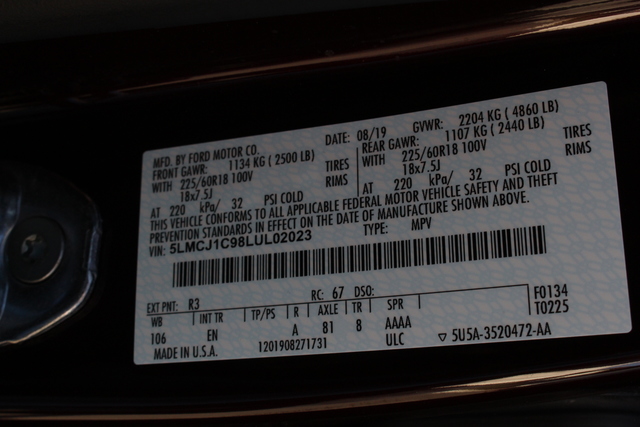 MFD. BY FORD MOTOR CO. DATE: 08/19 GVWR: 2204 KG ( 4860 LB)
FRONT GAWR: 1134 KG ( 2500 LB) REAR GAWR: 1107 KG ( 2440 LB)
WITH 225/60R18 100V TIRES WITH 225/60R18 100V TIRES
18x7.5J RIMS 18x7.5J RIMS
AT 220 kPa/ 32 PSI COLD AT 220 kPa/ 32 PSI COLD
THIS VEHICLE CONFORMS TO ALL APPLICABLE FEDERAL MOTOR VEHICLE SAFETY AND THEFT
PREVENTION STANDARDS IN EFFECT ON THE DATE OF MANUFACTURE SHOWN ABOVE.
VIN: 5LMCJ1C98LUL02023 TYPE: MPV
EXT PNT: R3 RC: 67 DSO: F0134
WB INT TR TP/PS R AXLE TR SPR T0225
106 EN A 81 8 AAAA
MADE IN U.S.A. 1201908271731 ULC ▽ 5U5A-3520472-AA